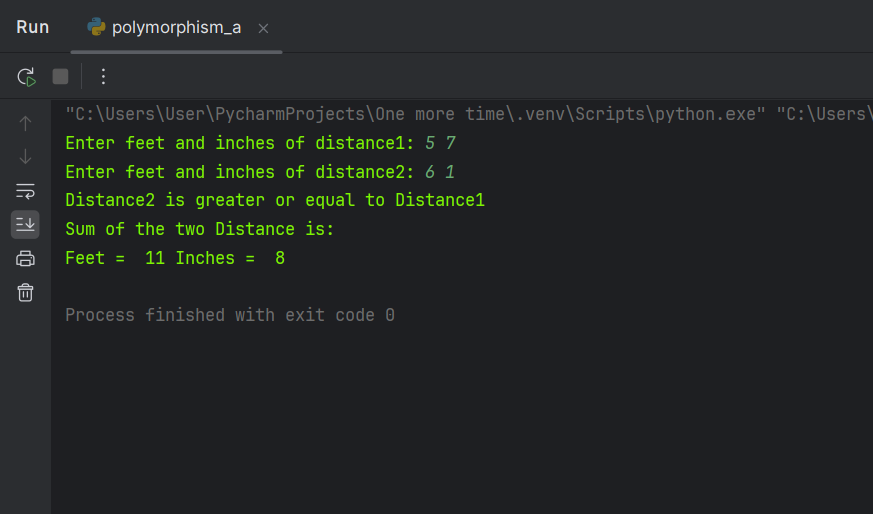 Run polymorphism_a
"C:\Users\User\PycharmProjects\One more time\.venv\Scripts\python.exe" "C:\Users\
Enter feet and inches of distance1: 5 7
Enter feet and inches of distance2: 6 1
Distance2 is greater or equal to Distance1
Sum of the two Distance is:
Feet =  11 Inches =  8
Process finished with exit code 0